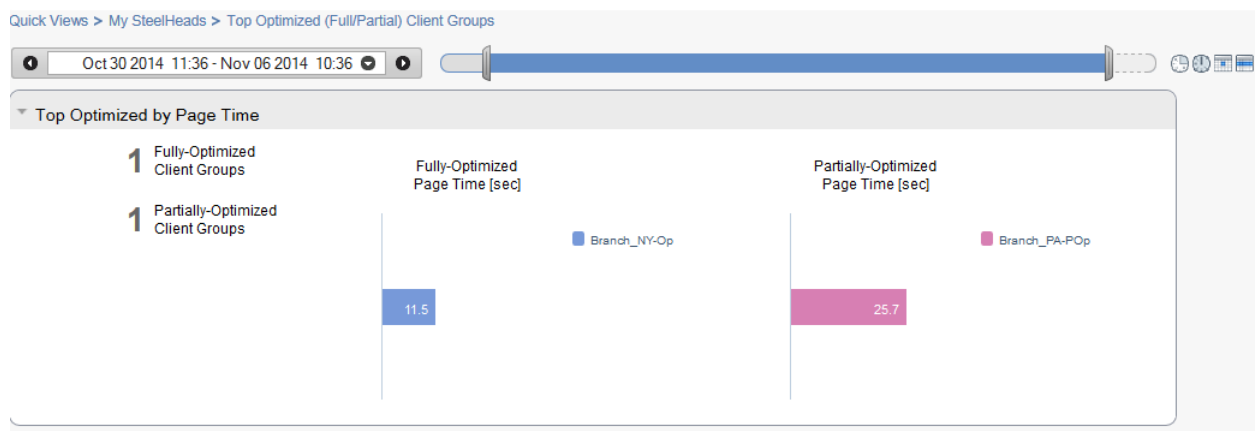 Quick Views > My SteelHeads > Top Optimized (Full/Partial) Client Groups
Oct 30 2014 11:36 - Nov 06 2014 10:36
Top Optimized by Page Time
1 Fully-Optimized
Client Groups
1 Partially-Optimized
Client Groups
Fully-Optimized
Page Time [sec]
Branch_NY-Op
11.5
Partially-Optimized
Page Time [sec]
Branch_PA-POp
25.7